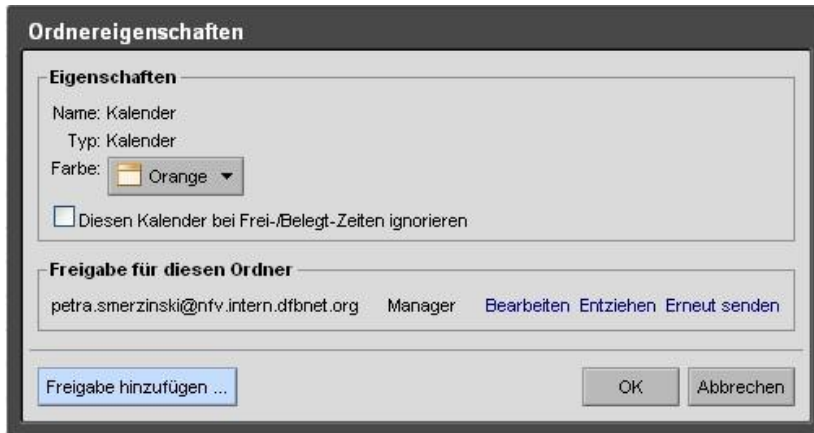 Ordnereigenschaften
Eigenschaften
Name: Kalender
Typ: Kalender
Farbe: Orange
Diesen Kalender bei Frei-/Belegt-Zeiten ignorieren
Freigabe für diesen Ordner
petra.smerzinski@nfv.intern.dfbnet.org Manager Bearbeiten Entziehen Erneut senden
Freigabe hinzufügen ... OK Abbrechen